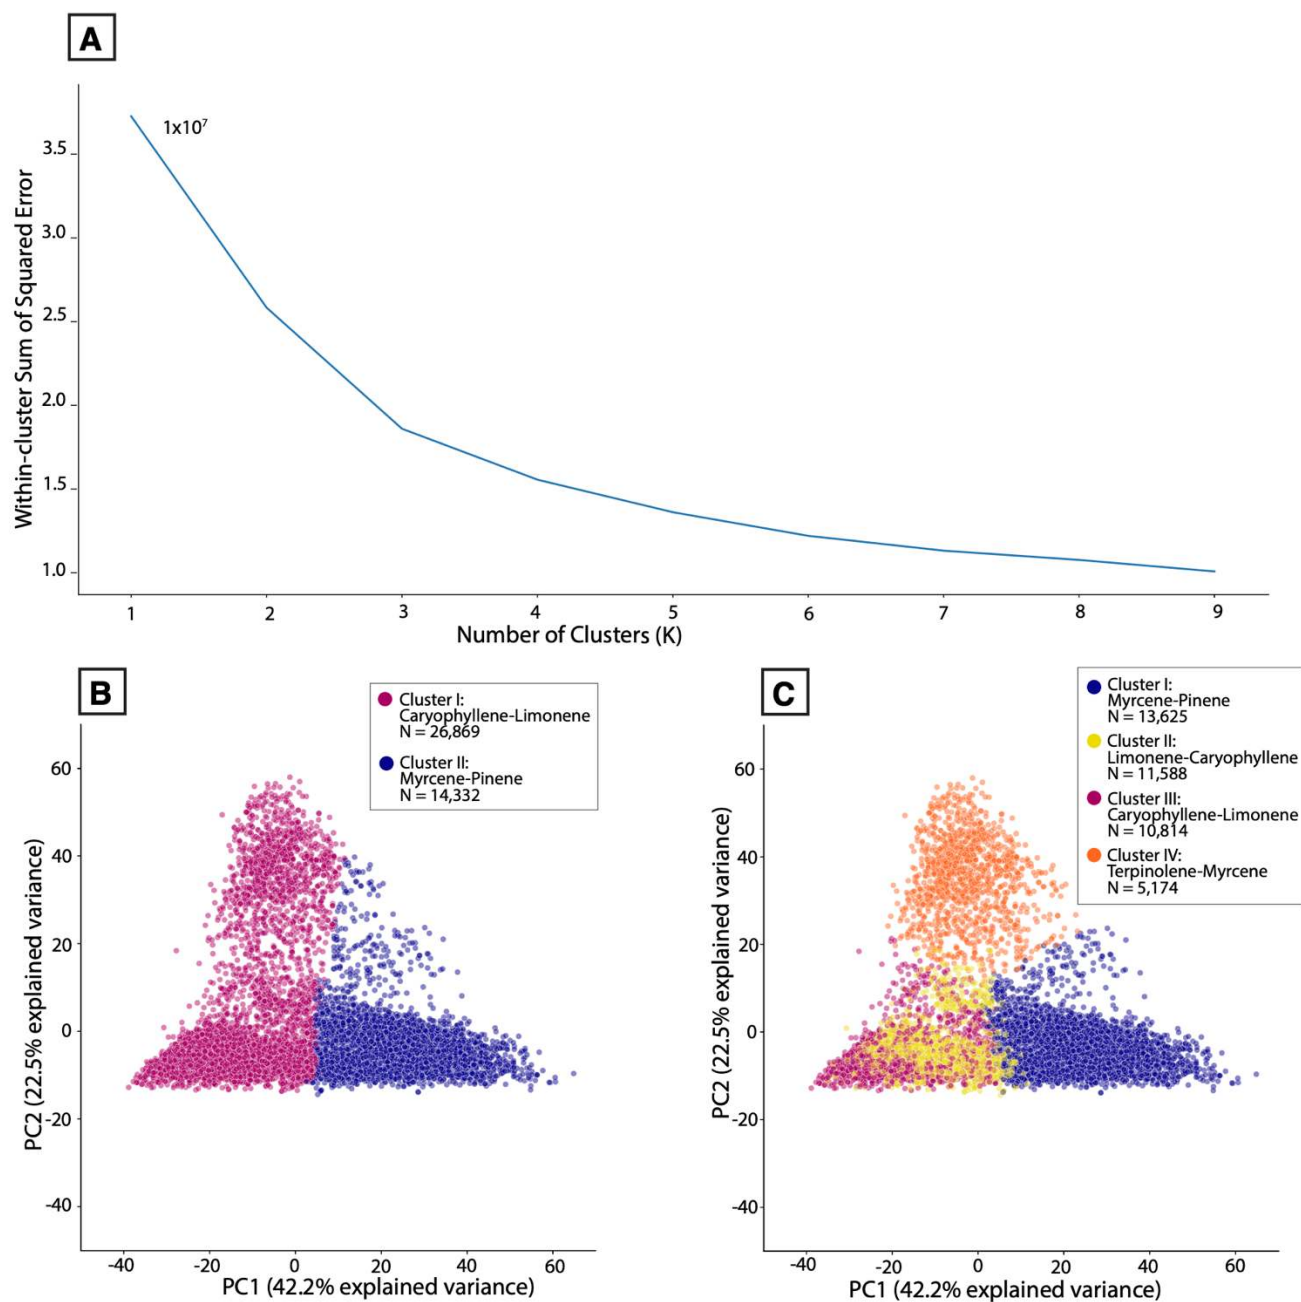 A
1x10⁷
3.5
3.0
2.5
2.0
1.5
1.0
Within-cluster Sum of Squared Error
1 2 3 4 5 6 7 8 9
Number of Clusters (K)
B
Cluster I:
Caryophyllene-Limonene
N = 26,869
Cluster II:
Myrcene-Pinene
N = 14,332
60
40
20
0
-20
-40
PC2 (22.5% explained variance)
-40 -20 0 20 40 60
PC1 (42.2% explained variance)
C
Cluster I:
Myrcene-Pinene
N = 13,625
Cluster II:
Limonene-Caryophyllene
N = 11,588
Cluster III:
Caryophyllene-Limonene
N = 10,814
Cluster IV:
Terpinolene-Myrcene
N = 5,174
60
40
20
0
-20
-40
PC2 (22.5% explained variance)
-40 -20 0 20 40 60
PC1 (42.2% explained variance)